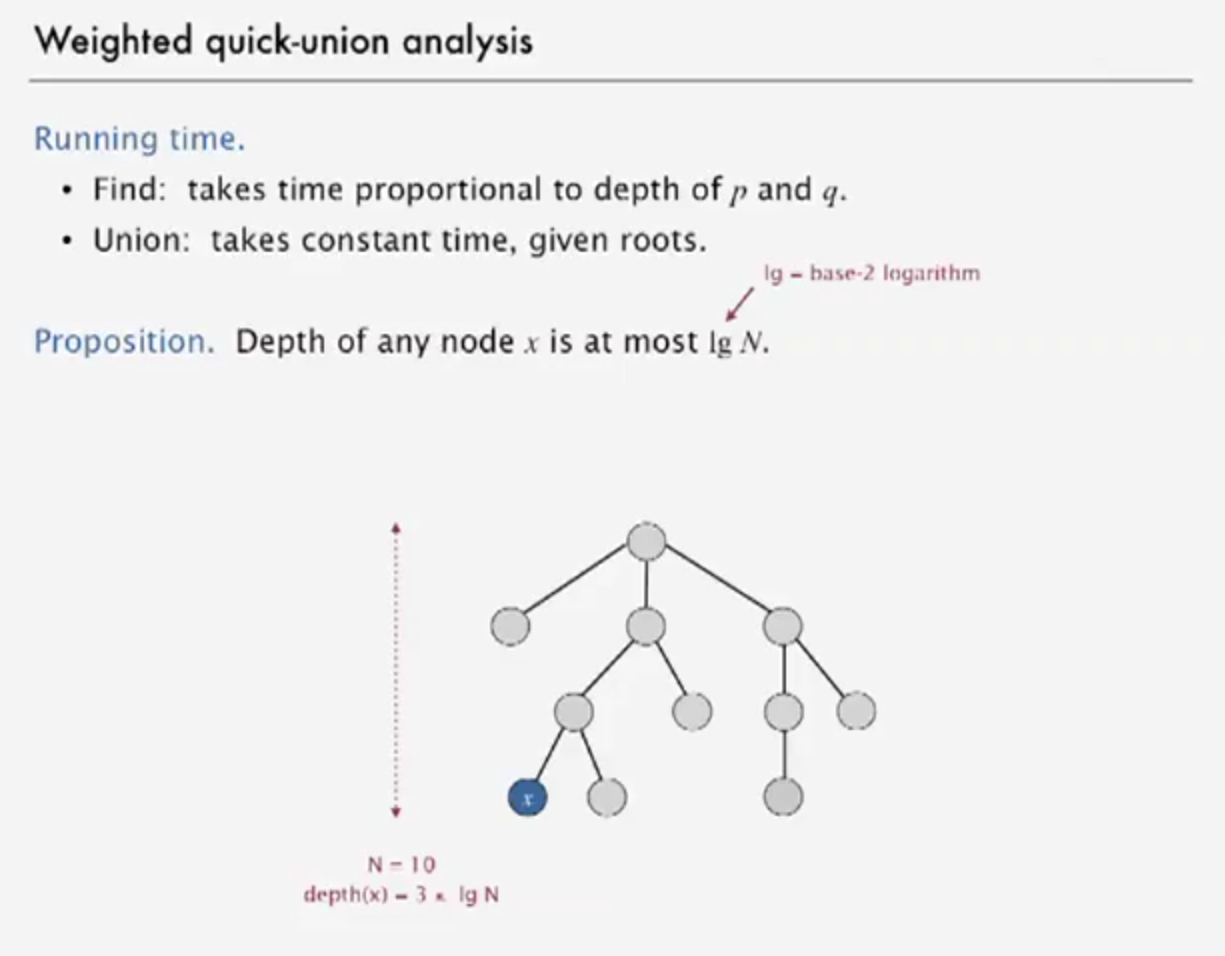 Weighted quick-union analysis
Running time.
• Find: takes time proportional to depth of p and q.
• Union: takes constant time, given roots.
lg = base-2 logarithm
Proposition. Depth of any node x is at most lg N.
x
N = 10
depth(x) = 3 ≤ lg N